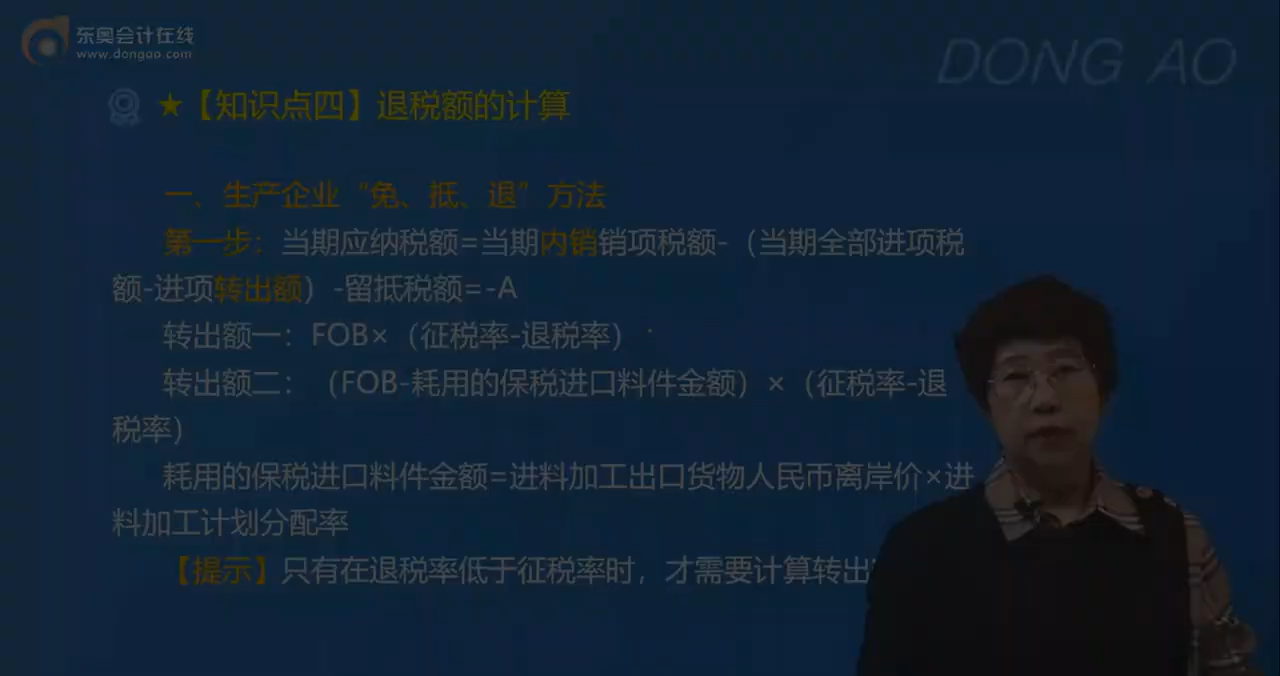 东奥会计在线
www.dongao.com
DONG AO
★【知识点四】退税额的计算
一、生产企业“免、抵、退”方法
第一步：当期应纳税额=当期内销销项税额-（当期全部进项税
额-进项转出额）-留抵税额=-A
转出额一：FOB×（征税率-退税率）
转出额二：（FOB-耗用的保税进口料件金额）×（征税率-退
税率）
耗用的保税进口料件金额=进料加工出口货物人民币离岸价×进
料加工计划分配率
【提示】只有在退税率低于征税率时，才需要计算转出